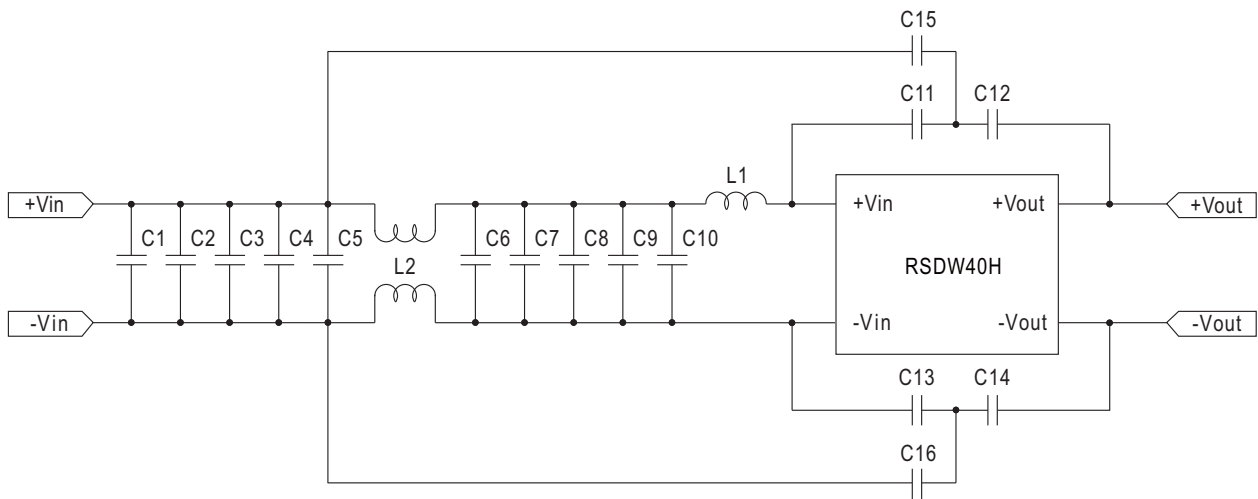 C15
C11 C12
L1
+Vin +Vin +Vout +Vout
C1 C2 C3 C4 C5 C6 C7 C8 C9 C10
L2 RSDW40H
-Vin -Vin -Vout -Vout
C13 C14
C16